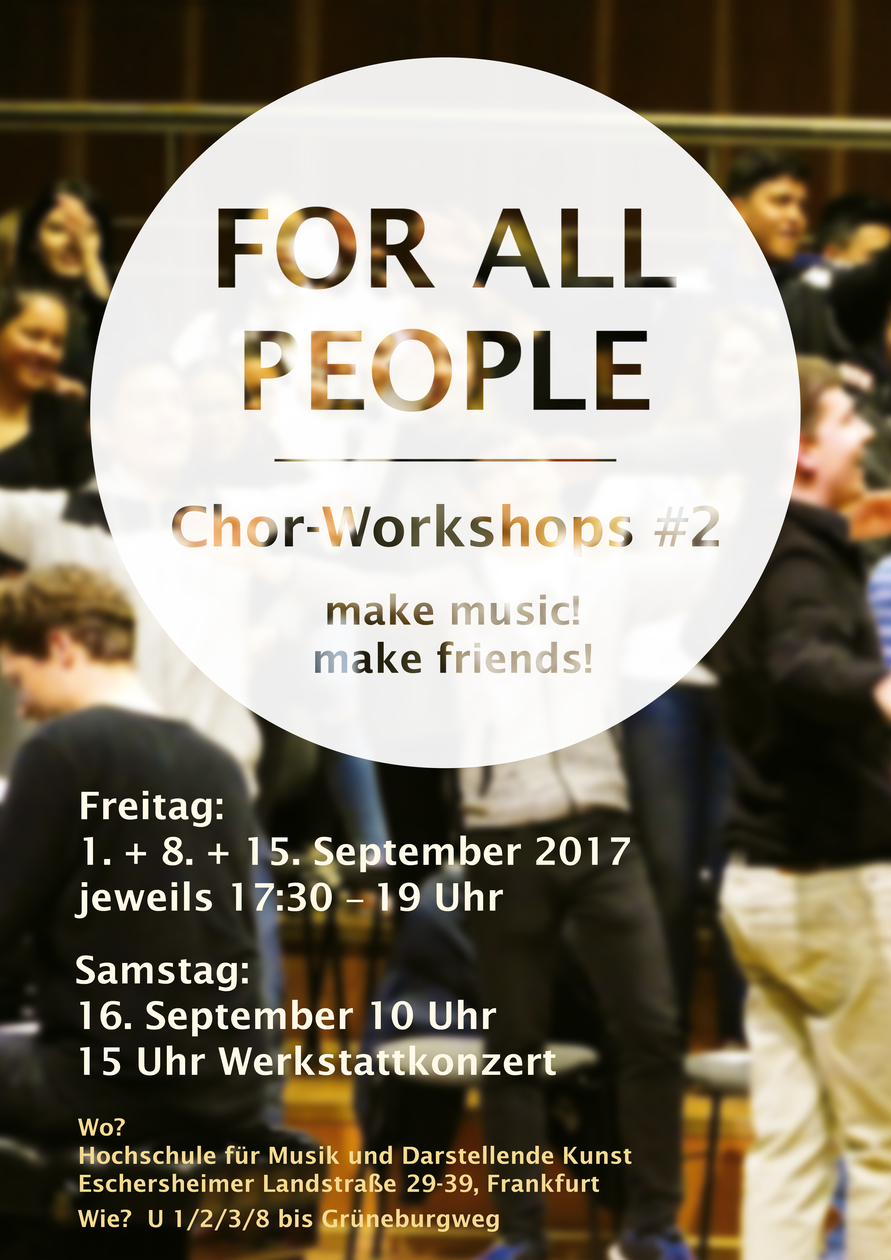 FOR ALL
PEOPLE
Chor-Workshops #2
make music!
make friends!
Freitag:
1. + 8. + 15. September 2017
jeweils 17:30 – 19 Uhr
Samstag:
16. September 10 Uhr
15 Uhr Werkstattkonzert
Wo?
Hochschule für Musik und Darstellende Kunst
Eschersheimer Landstraße 29-39, Frankfurt
Wie? U 1/2/3/8 bis Grüneburgweg